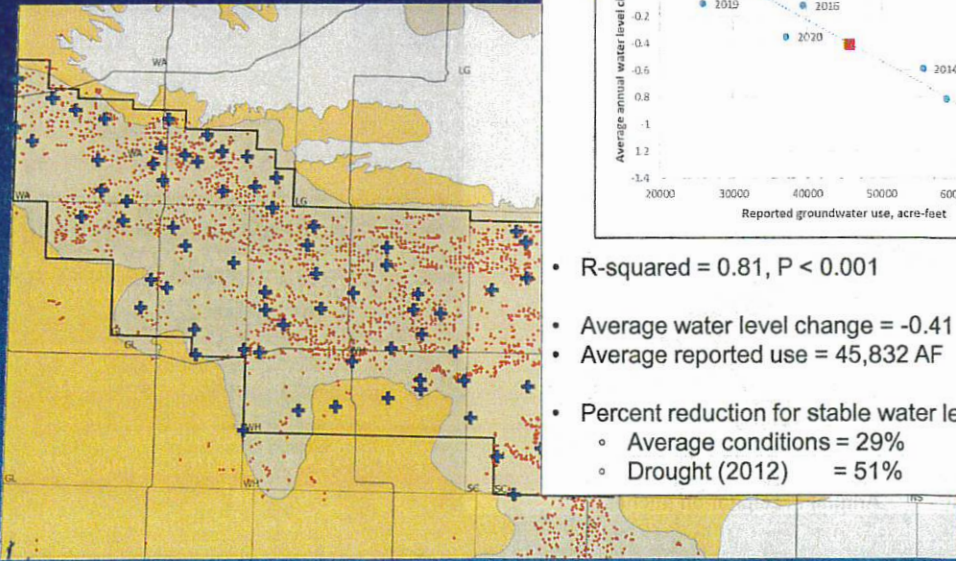 WA
LG
WA
WA
LG
GL
WH
GL
WH
SC
SC
NS
Average annual water level c
2019
2016
-0.2
2020
-0.4
2014
-0.6
0.8
-1
1.2
-1.4
20000 30000 40000 50000 600
Reported groundwater use, acre-feet
• R-squared = 0.81, P < 0.001
• Average water level change = -0.41
• Average reported use = 45,832 AF
• Percent reduction for stable water le
◦ Average conditions = 29%
◦ Drought (2012) = 51%